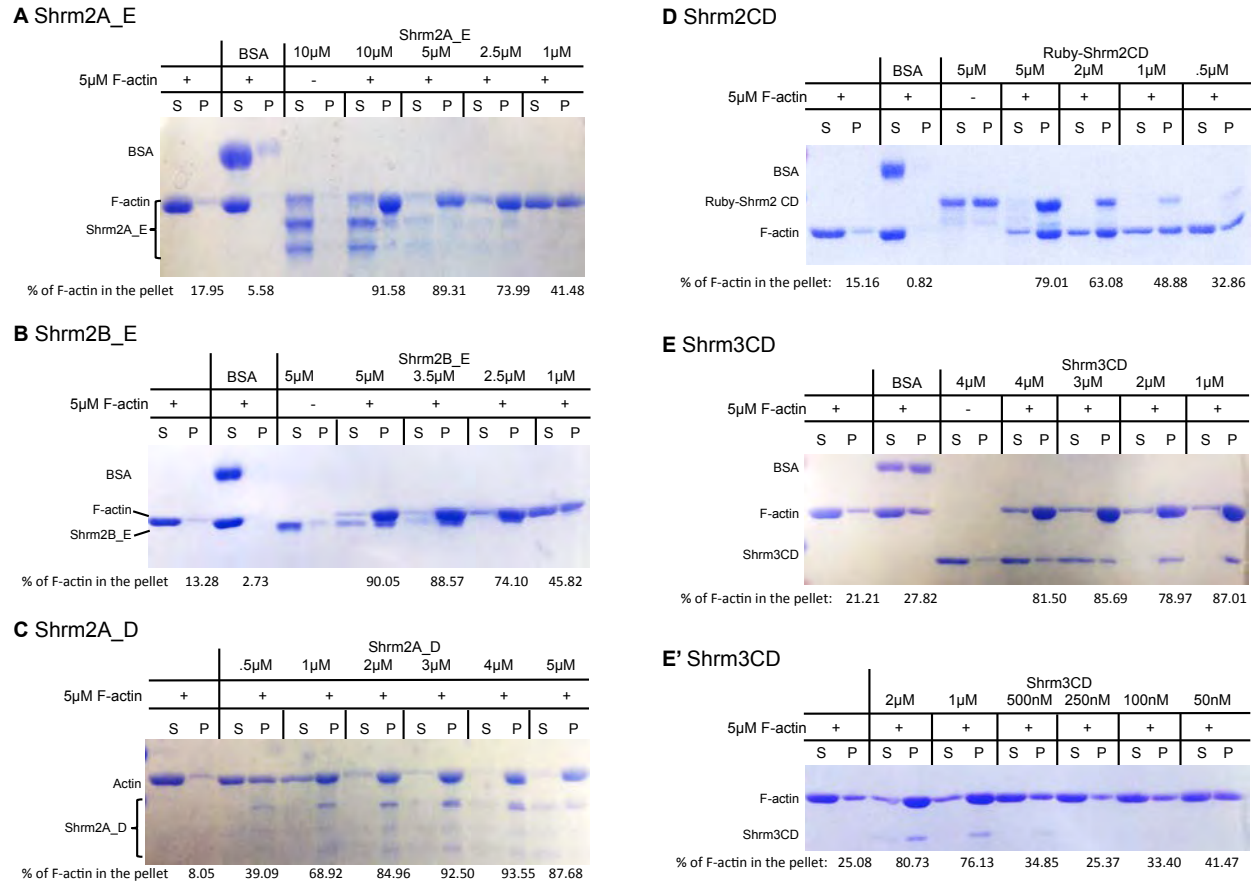 A Shrm2A_E
Shrm2A_E
BSA 10µM 10µM 5µM 2.5µM 1µM
5µM F-actin + + - + + + +
S P S P S P S P S P S P S P
BSA
F-actin
Shrm2A_E
% of F-actin in the pellet 17.95 5.58 91.58 89.31 73.99 41.48
B Shrm2B_E
Shrm2B_E
BSA 5µM 5µM 3.5µM 2.5µM 1µM
5µM F-actin + + - + + + +
S P S P S P S P S P S P S P
BSA
F-actin
Shrm2B_E
% of F-actin in the pellet 13.28 2.73 90.05 88.57 74.10 45.82
C Shrm2A_D
Shrm2A_D
.5µM 1µM 2µM 3µM 4µM 5µM
5µM F-actin + + + + + + +
S P S P S P S P S P S P S P
Actin
Shrm2A_D
% of F-actin in the pellet 8.05 39.09 68.92 84.96 92.50 93.55 87.68
D Shrm2CD
Ruby-Shrm2CD
BSA 5µM 5µM 2µM 1µM .5µM
5µM F-actin + + - + + + +
S P S P S P S P S P S P S P
BSA
Ruby-Shrm2 CD
F-actin
% of F-actin in the pellet: 15.16 0.82 79.01 63.08 48.88 32.86
E Shrm3CD
Shrm3CD
BSA 4µM 4µM 3µM 2µM 1µM
5µM F-actin + + - + + + +
S P S P S P S P S P S P S P
BSA
F-actin
Shrm3CD
% of F-actin in the pellet: 21.21 27.82 81.50 85.69 78.97 87.01
E' Shrm3CD
Shrm3CD
2µM 1µM 500nM 250nM 100nM 50nM
5µM F-actin + + + + + + +
S P S P S P S P S P S P S P
F-actin
Shrm3CD
% of F-actin in the pellet: 25.08 80.73 76.13 34.85 25.37 33.40 41.47